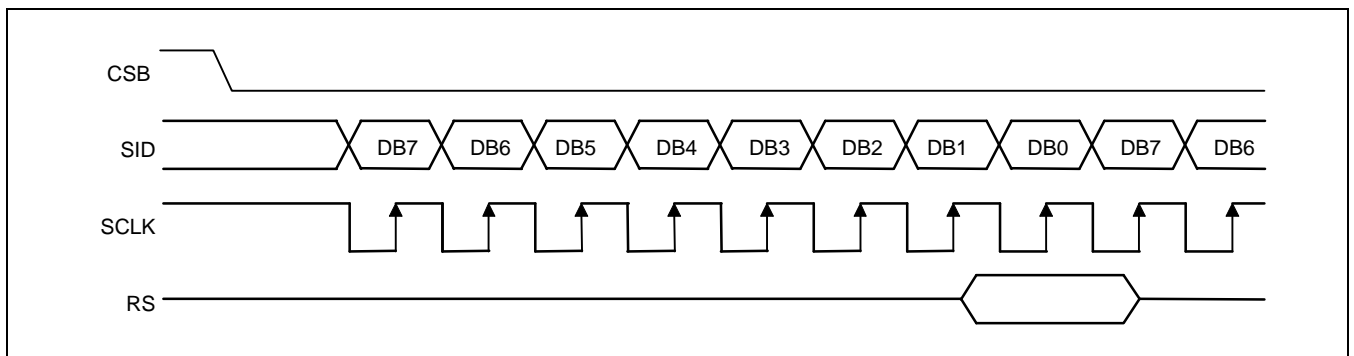 CSB
SID DB7 DB6 DB5 DB4 DB3 DB2 DB1 DB0 DB7 DB6
SCLK
RS